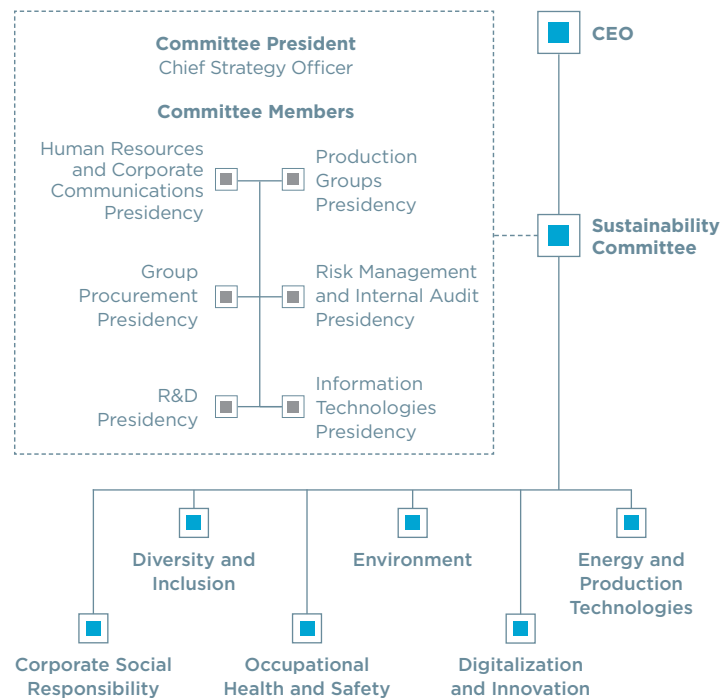 Committee President
Chief Strategy Officer
CEO
Committee Members
Human Resources
and Corporate
Communications
Presidency
Production
Groups
Presidency
Sustainability
Committee
Group
Procurement
Presidency
Risk Management
and Internal Audit
Presidency
R&D
Presidency
Information
Technologies
Presidency
Diversity and
Inclusion
Environment
Energy and
Production
Technologies
Corporate Social
Responsibility
Occupational
Health and Safety
Digitalization
and Innovation